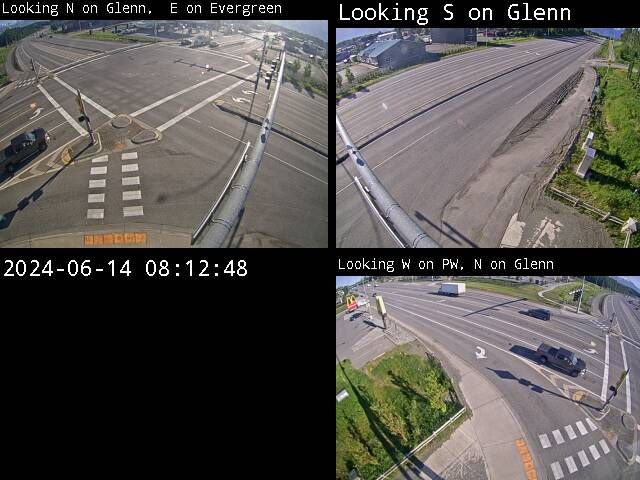 Looking N on Glenn,  E on Evergreen
Looking S on Glenn
2024-06-14 08:12:48
Looking W on PW, N on Glenn